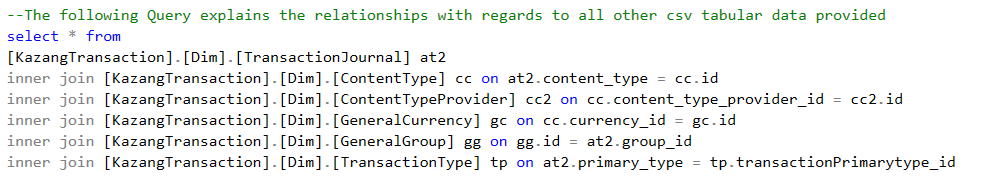 --The following Query explains the relationships with regards to all other csv tabular data provided
select * from
[KazangTransaction].[Dim].[TransactionJournal] at2
inner join [KazangTransaction].[Dim].[ContentType] cc on at2.content_type = cc.id
inner join [KazangTransaction].[Dim].[ContentTypeProvider] cc2 on cc.content_type_provider_id = cc2.id
inner join [KazangTransaction].[Dim].[GeneralCurrency] gc on cc.currency_id = gc.id
inner join [KazangTransaction].[Dim].[GeneralGroup] gg on gg.id = at2.group_id
inner join [KazangTransaction].[Dim].[TransactionType] tp on at2.primary_type = tp.transactionPrimarytype_id